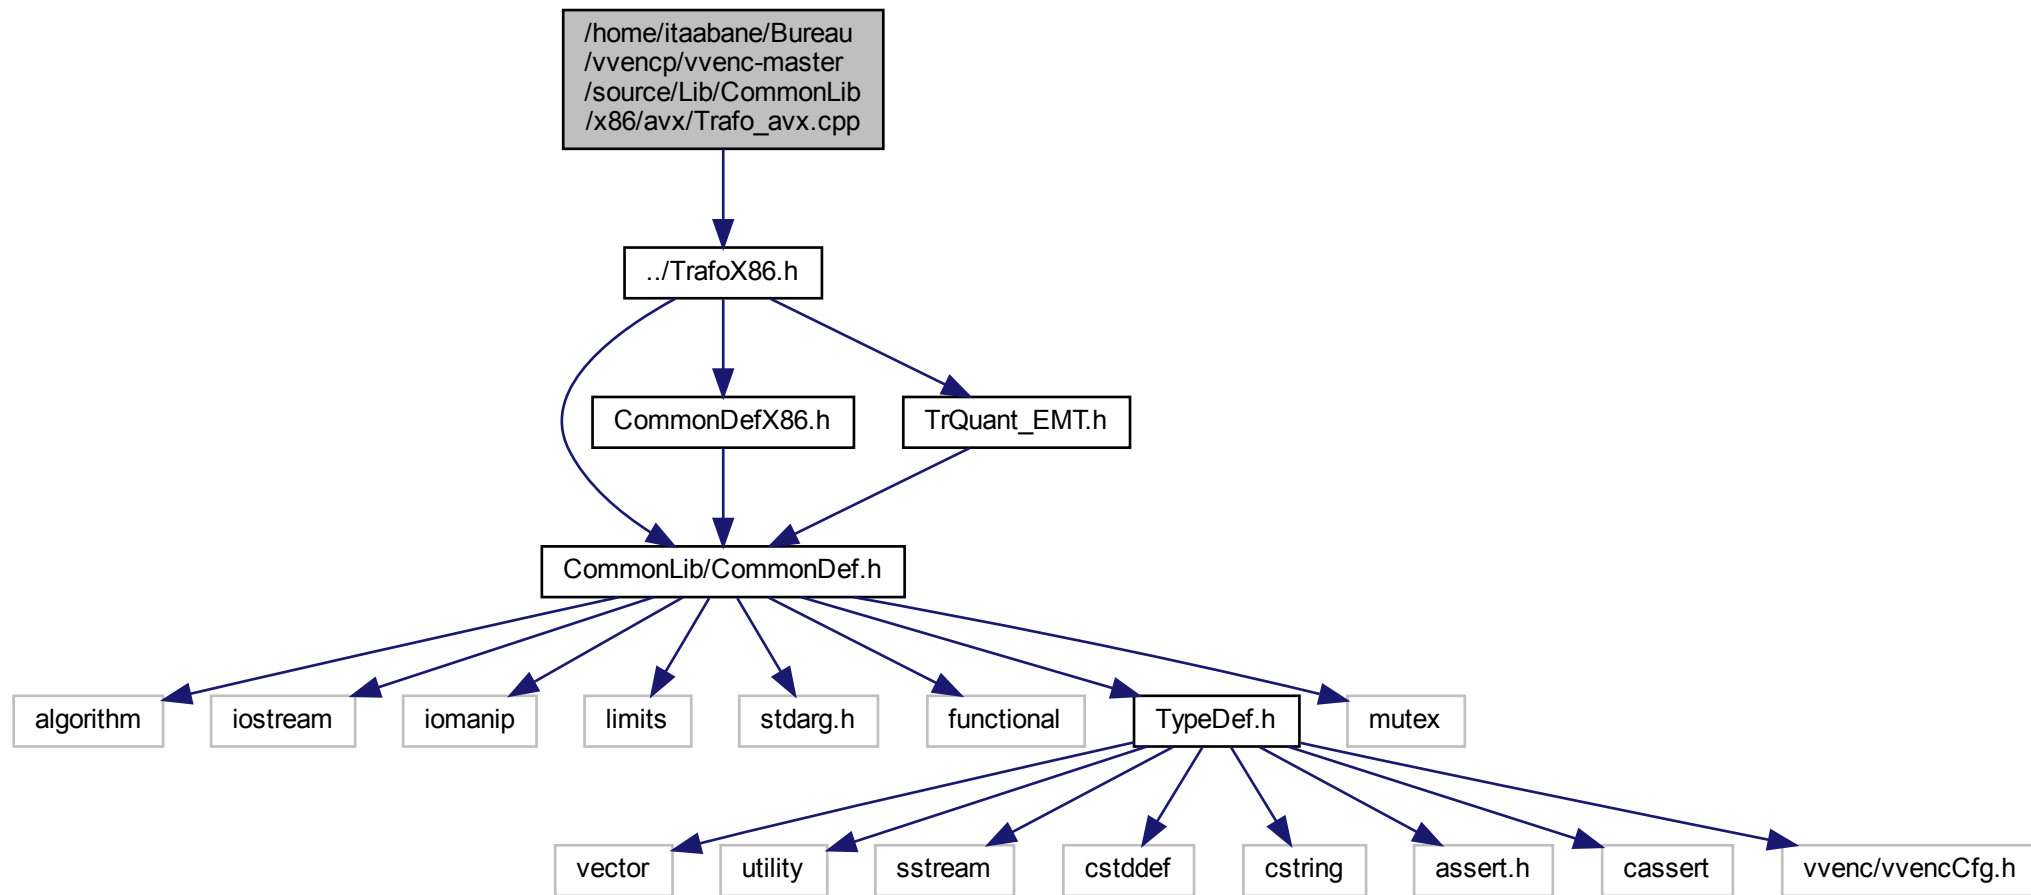 /home/itaabane/Bureau
/vvencp/vvenc-master
/source/Lib/CommonLib
/x86/avx/Trafo_avx.cpp
../TrafoX86.h
CommonDefX86.h
TrQuant_EMT.h
CommonLib/CommonDef.h
algorithm
iostream
iomanip
limits
stdarg.h
functional
TypeDef.h
mutex
vector
utility
sstream
cstddef
cstring
assert.h
cassert
vvenc/vvencCfg.h